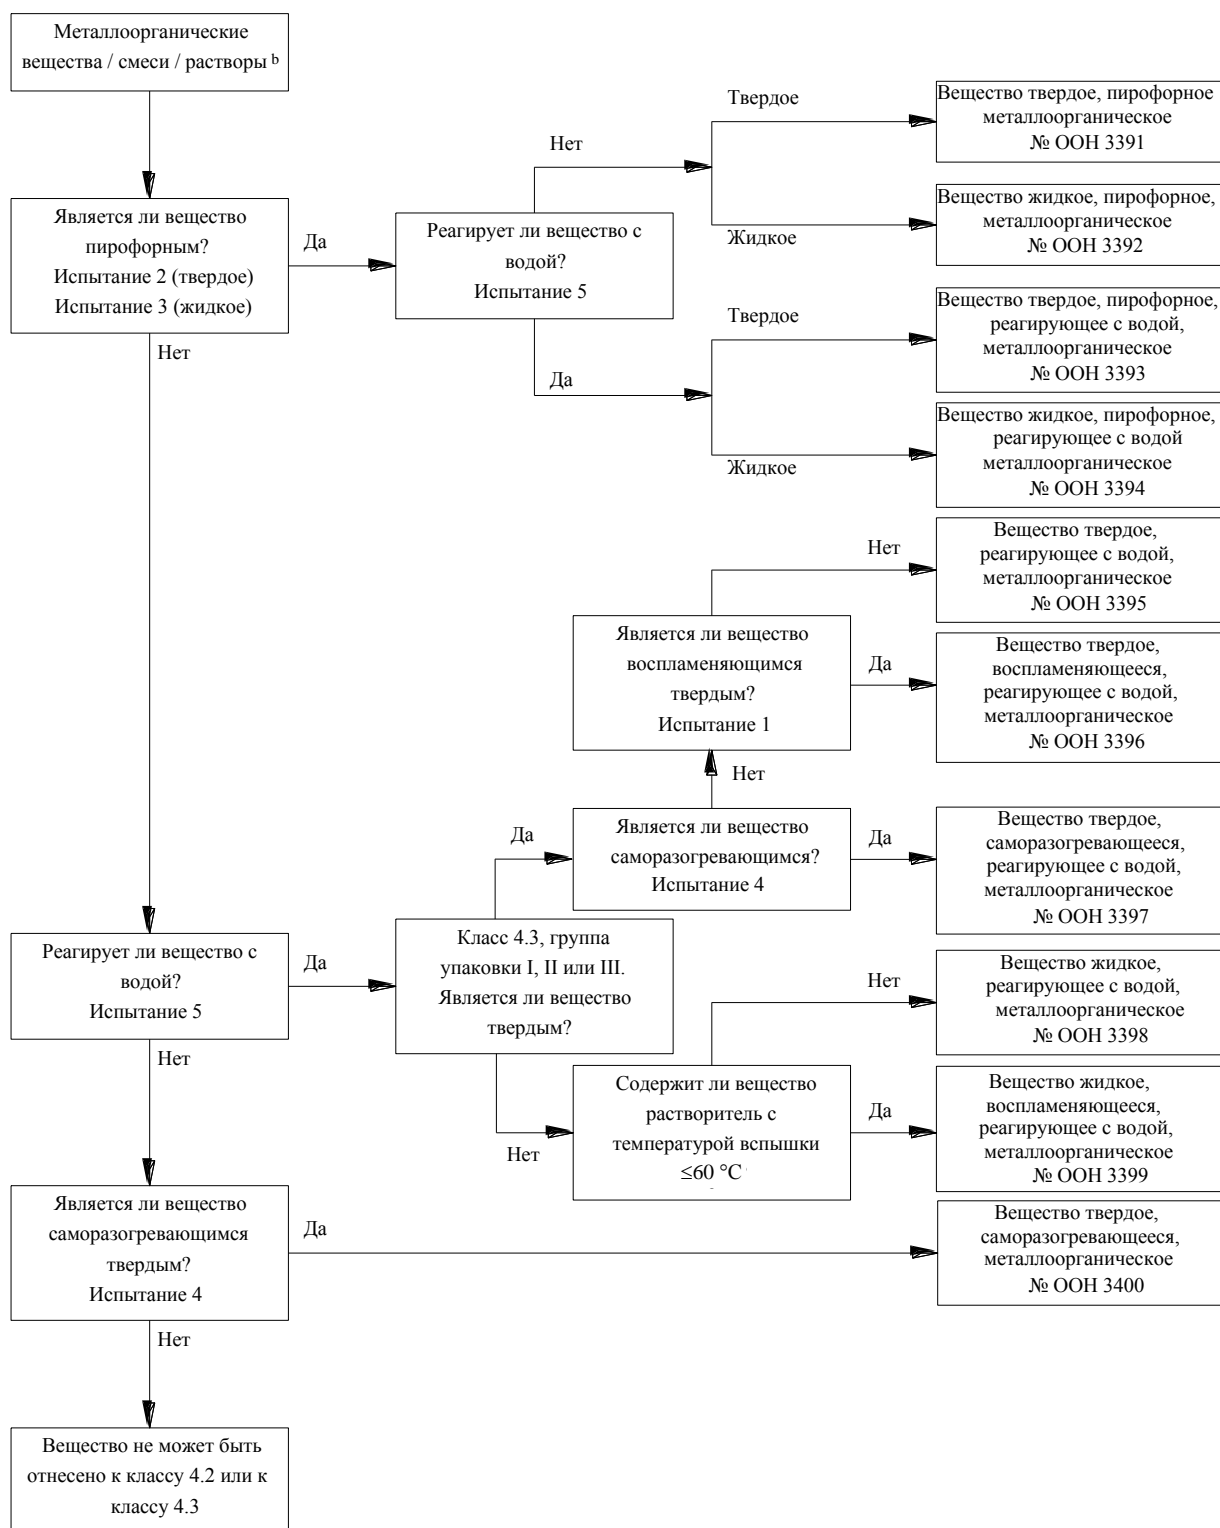 Металлоорганические
вещества / смеси / растворы b
Твердое
Вещество твердое, пирофорное
металлоорганическое
№ ООН 3391
Нет
Вещество жидкое, пирофорное,
металлоорганическое
№ ООН 3392
Жидкое
Является ли вещество
пирофорным?
Испытание 2 (твердое)
Испытание 3 (жидкое)
Да
Реагирует ли вещество с
водой?
Испытание 5
Твердое
Вещество твердое, пирофорное,
реагирующее с водой,
металлоорганическое
№ ООН 3393
Нет
Да
Вещество жидкое, пирофорное,
реагирующее с водой
металлоорганическое
№ ООН 3394
Жидкое
Нет
Вещество твердое,
реагирующее с водой,
металлоорганическое
№ ООН 3395
Является ли вещество
воспламеняющимся
твердым?
Испытание 1
Да
Вещество твердое,
воспламеняющееся,
реагирующее с водой,
металлоорганическое
№ ООН 3396
Нет
Да
Является ли вещество
саморазогревающимся?
Испытание 4
Да
Вещество твердое,
саморазогревающееся,
реагирующее с водой,
металлоорганическое
№ ООН 3397
Реагирует ли вещество с
водой?
Испытание 5
Да
Класс 4.3, группа
упаковки I, II или III.
Является ли вещество
твердым?
Нет
Вещество жидкое,
реагирующее с водой,
металлоорганическое
№ ООН 3398
Нет
Нет
Содержит ли вещество
растворитель с
температурой вспышки
≤60 °C
Да
Вещество жидкое,
воспламеняющееся,
реагирующее с водой,
металлоорганическое
№ ООН 3399
Является ли вещество
саморазогревающимся
твердым?
Испытание 4
Да
Вещество твердое,
саморазогревающееся,
металлоорганическое
№ ООН 3400
Нет
Вещество не может быть
отнесено к классу 4.2 или к
классу 4.3